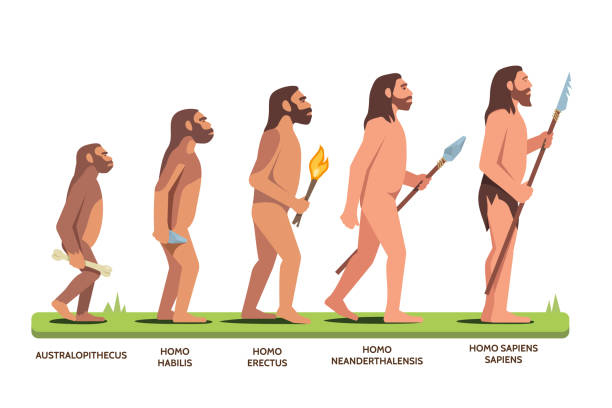 AUSTRALOPITHECUS
HOMO
HABILIS
HOMO
ERECTUS
HOMO
NEANDERTHALENSIS
HOMO SAPIENS
SAPIENS